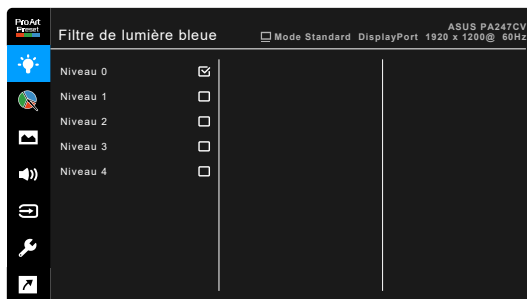 ProArt
Preset
Filtre de lumière bleue
ASUS PA247CV
Mode Standard DisplayPort 1920 x 1200@ 60Hz
Niveau 0
Niveau 1
Niveau 2
Niveau 3
Niveau 4